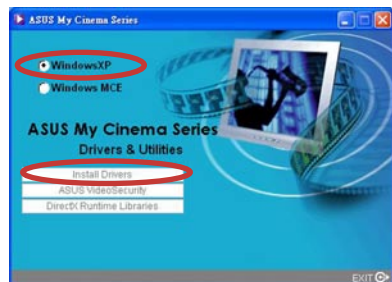 ASUS My Cinema Series
WindowsXP
Windows MCE
ASUS My Cinema Series
Drivers & Utilities
Install Drivers
ASUS VideoSecurity
DirectX Runtime Libraries
EXIT